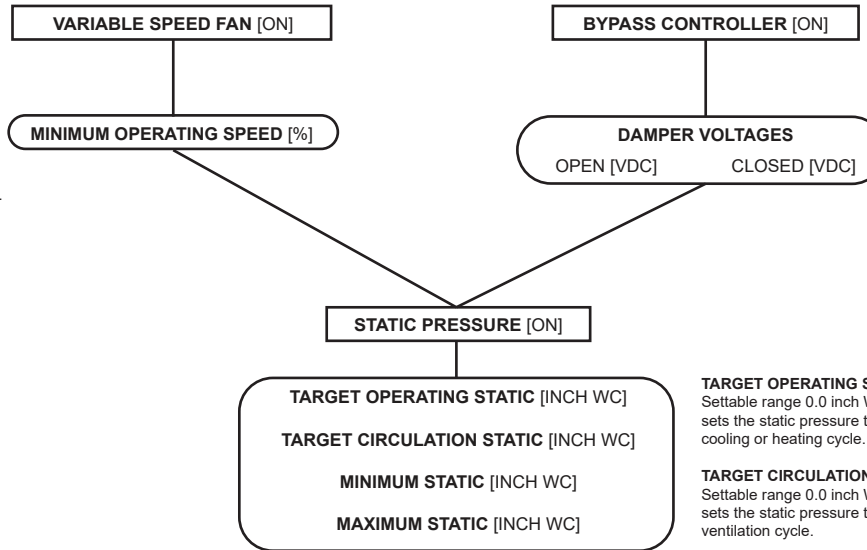 VARIABLE SPEED FAN [ON]
BYPASS CONTROLLER [ON]
MINIMUM OPERATING SPEED [%]
DAMPER VOLTAGES
OPEN [VDC] CLOSED [VDC]
STATIC PRESSURE [ON]
TARGET OPERATING STATIC [INCH WC]
TARGET CIRCULATION STATIC [INCH WC]
MINIMUM STATIC [INCH WC]
MAXIMUM STATIC [INCH WC]
TARGET OPERATING
Settable range 0.0 inch
sets the static pressure
cooling or heating cycle.
TARGET CIRCULATION
Settable range 0.0 inch
sets the static pressure
ventilation cycle.